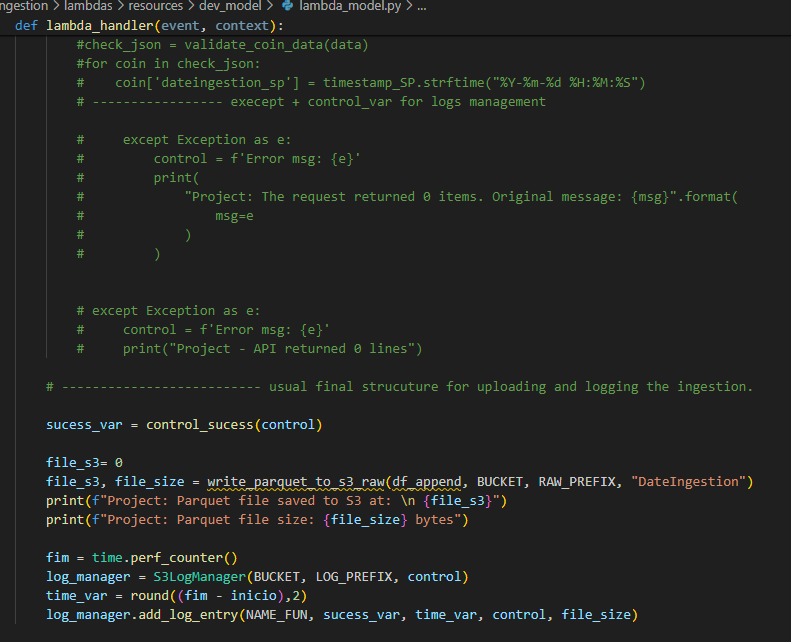 ngestion > lambdas > resources > dev_model > lambda_model.py > ...
def lambda_handler(event, context):
#check_json = validate_coin_data(data)
#for coin in check_json:
#    coin['dateingestion_sp'] = timestamp_SP.strftime("%Y-%m-%d %H:%M:%S")
# ----------------- execept + control_var for logs management
#     except Exception as e:
#         control = f'Error msg: {e}'
#         print(
#             "Project: The request returned 0 items. Original message: {msg}".format(
#                 msg=e
#             )
#         )
# except Exception as e:
#     control = f'Error msg: {e}'
#     print("Project - API returned 0 lines")
# -------------------------- usual final strucuture for uploading and logging the ingestion.
sucess_var = control_sucess(control)
file_s3= 0
file_s3, file_size = write_parquet_to_s3_raw(df_append, BUCKET, RAW_PREFIX, "DateIngestion")
print(f"Project: Parquet file saved to S3 at: \n {file_s3}")
print(f"Project: Parquet file size: {file_size} bytes")
fim = time.perf_counter()
log_manager = S3LogManager(BUCKET, LOG_PREFIX, control)
time_var = round((fim - inicio),2)
log_manager.add_log_entry(NAME_FUN, sucess_var, time_var, control, file_size)